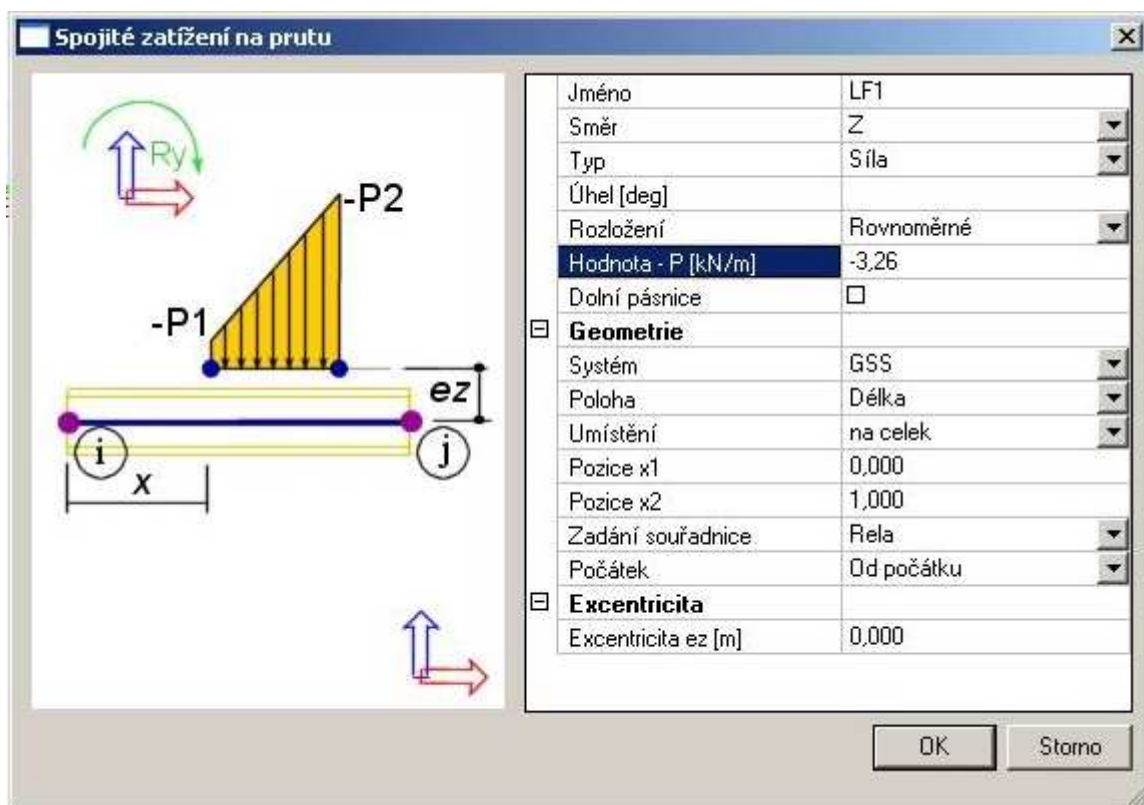 Spojité zatížení na prutu
Ry
-P2
-P1
ez
i
j
x
Jméno LF1
Směr Z
Typ Síla
Úhel [deg]
Rozložení Rovnoměrné
Hodnota - P [kN/m] -3,26
Dolní pásnice
Geometrie
Systém GSS
Poloha Délka
Umístění na celek
Pozice x1 0,000
Pozice x2 1,000
Zadání souřadnice Rela
Počátek Od počátku
Excentricita
Excentricita ez [m] 0,000
OK Storno